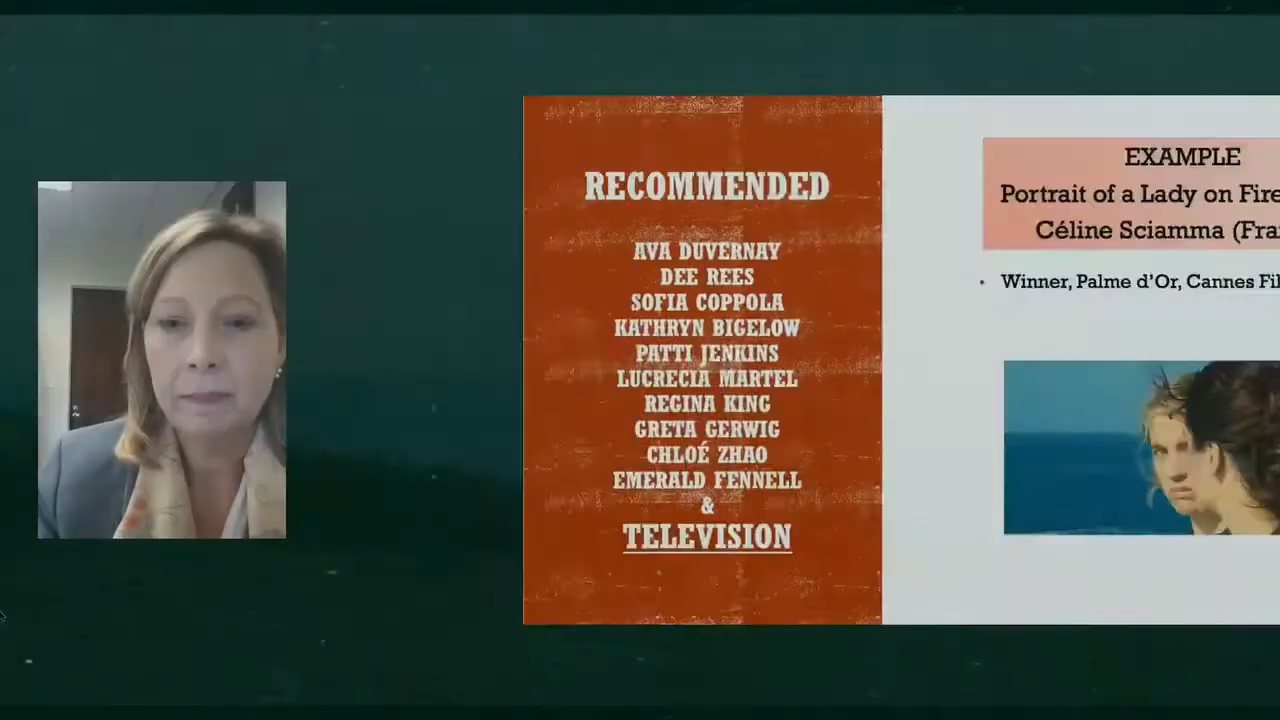 RECOMMENDED
AVA DUVERNAY
DEE REES
SOFIA COPPOLA
KATHRYN BIGELOW
PATTI JENKINS
LUCRECIA MARTEL
REGINA KING
GRETA GERWIG
CHLOÉ ZHAO
EMERALD FENNELL
&
TELEVISION
EXAMPLE
Portrait of a Lady on Fire
Céline Sciamma
Winner, Palme d'Or, Cannes